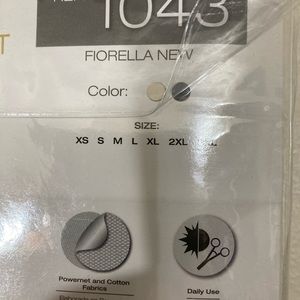 1043
T
FIORELLA NEW
Color:
SIZE:
XS S M L XL 2XL
Powernet and Cotton
Fabrics
Daily Use